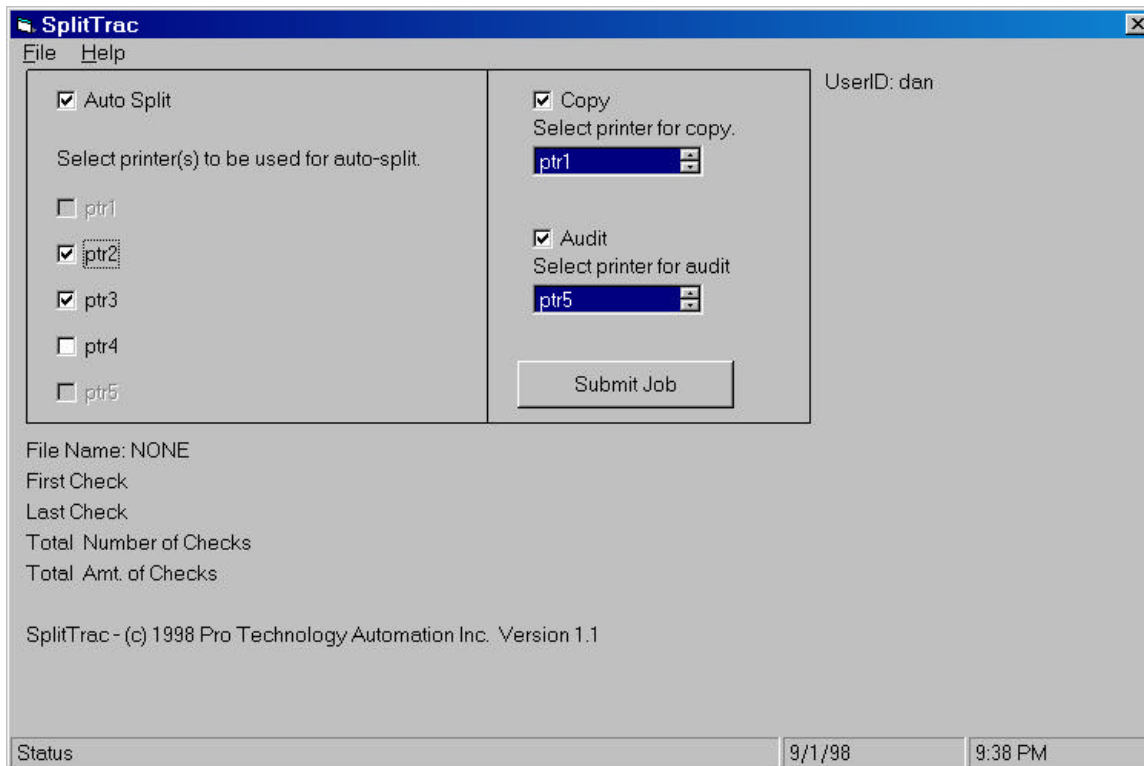 SplitTrac
File Help
Auto Split
Select printer(s) to be used for auto-split.
ptr1
ptr2
ptr3
ptr4
ptr5
Copy
Select printer for copy.
ptr1
Audit
Select printer for audit
ptr5
Submit Job
UserID: dan
File Name: NONE
First Check
Last Check
Total Number of Checks
Total Amt. of Checks
SplitTrac - (c) 1998 Pro Technology Automation Inc. Version 1.1
Status 9/1/98 9:38 PM